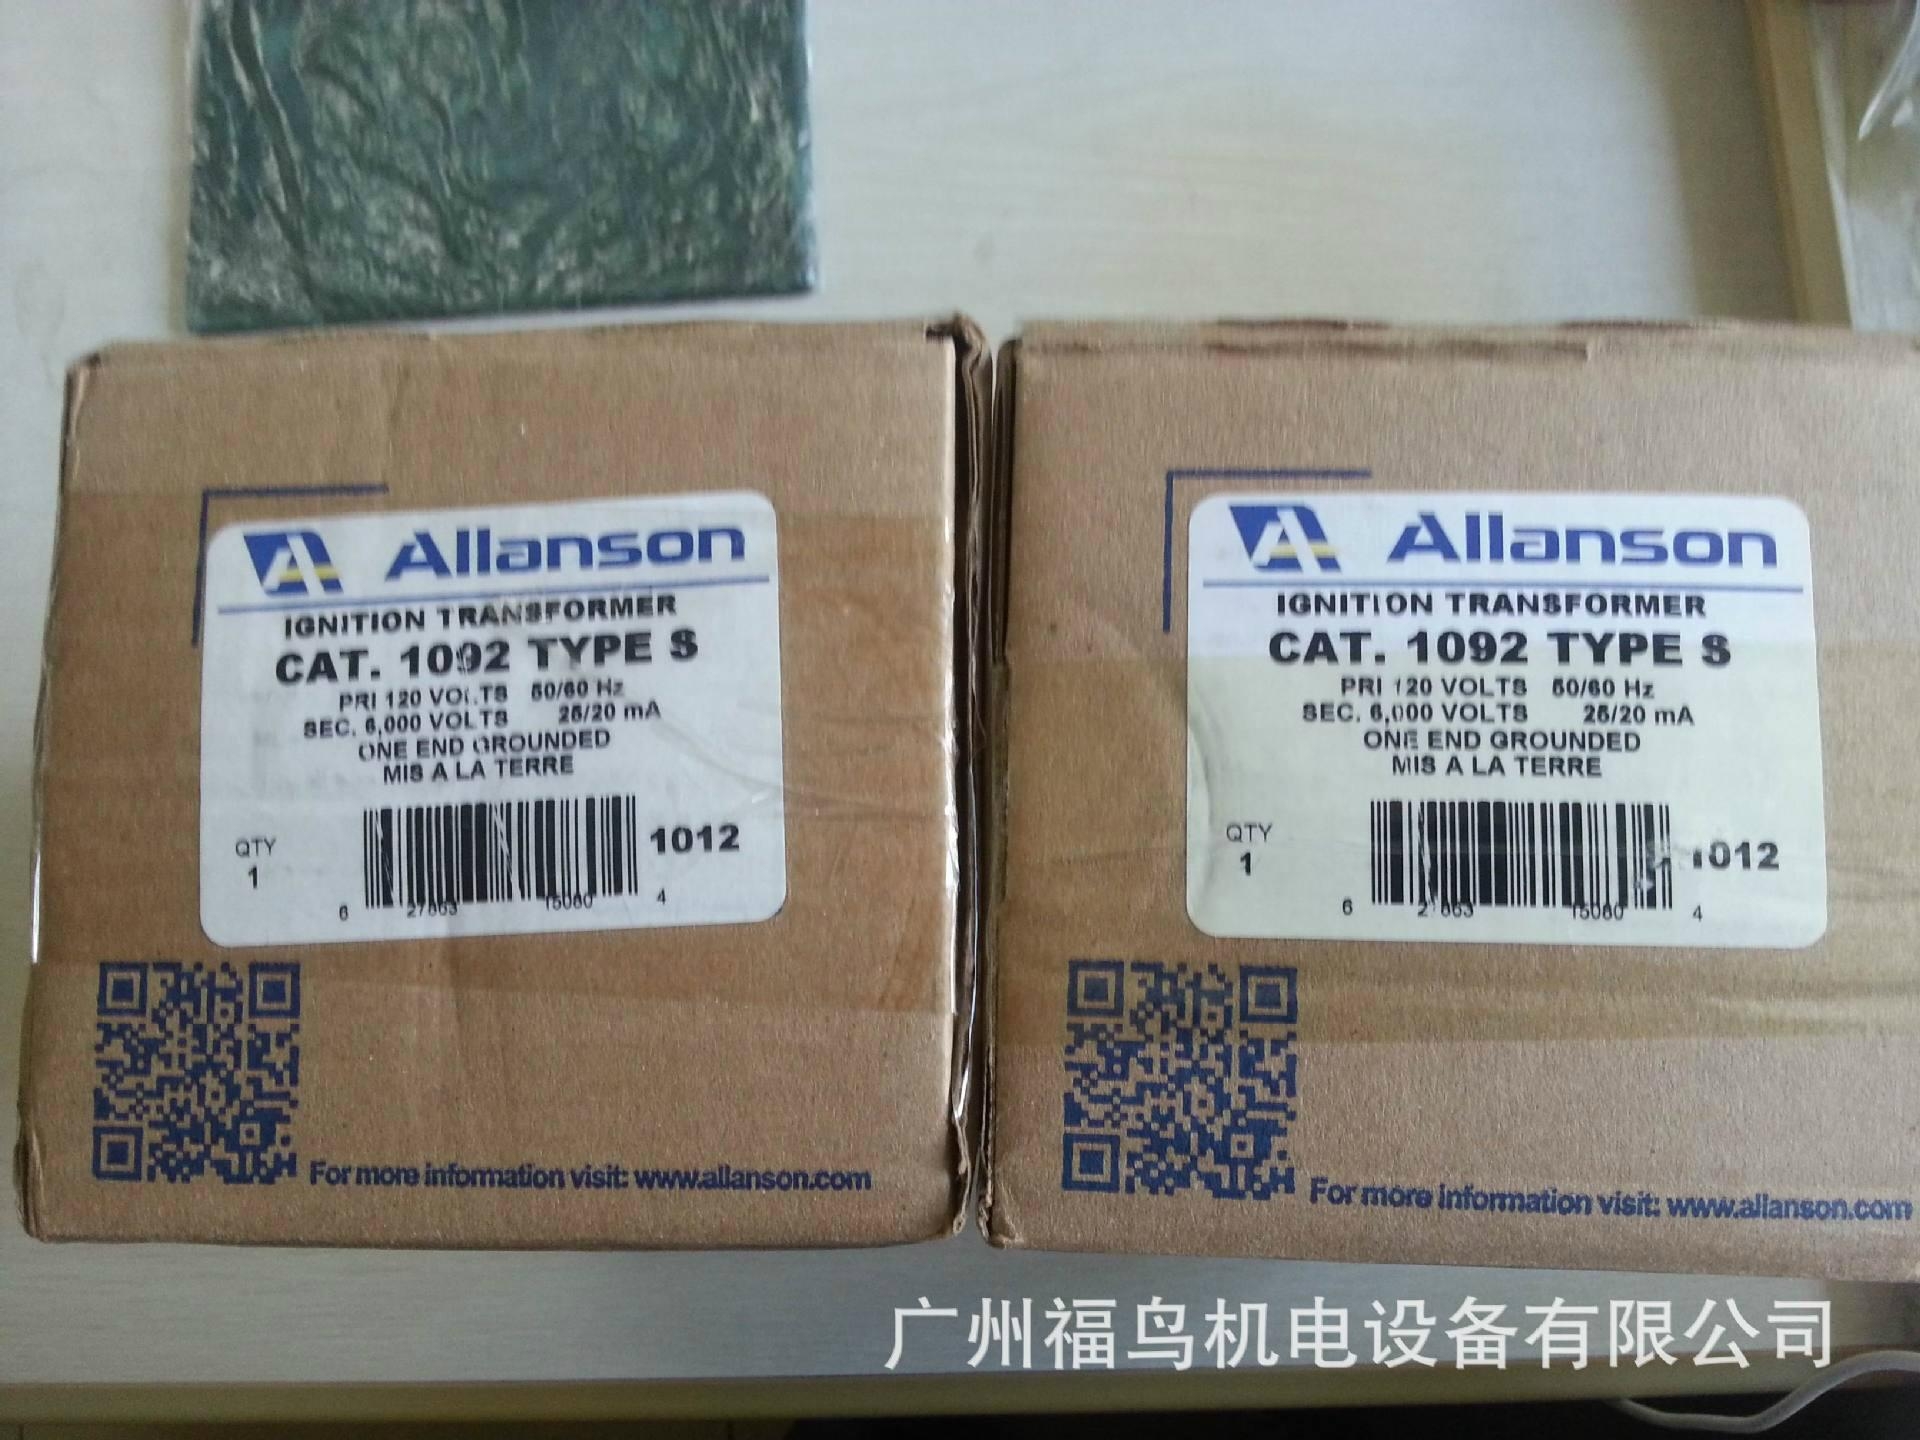 Allanson
IGNITION TRANSFORMER
CAT. 1092 TYPE S
PRI 120 VOLTS 50/60 Hz
SEC. 6,000 VOLTS 25/20 mA
ONE END GROUNDED
MIS A LA TERRE
QTY
1
1012
6 27663 15060 4
For more information visit: www.allanson.com
Allanson
IGNITION TRANSFORMER
CAT. 1092 TYPE S
PRI 120 VOLTS 50/60 Hz
SEC. 6,000 VOLTS 25/20 mA
ONE END GROUNDED
MIS A LA TERRE
QTY
1
1012
6 27663 15060 4
For more information visit: www.allanson.com
广州福鸟机电设备有限公司